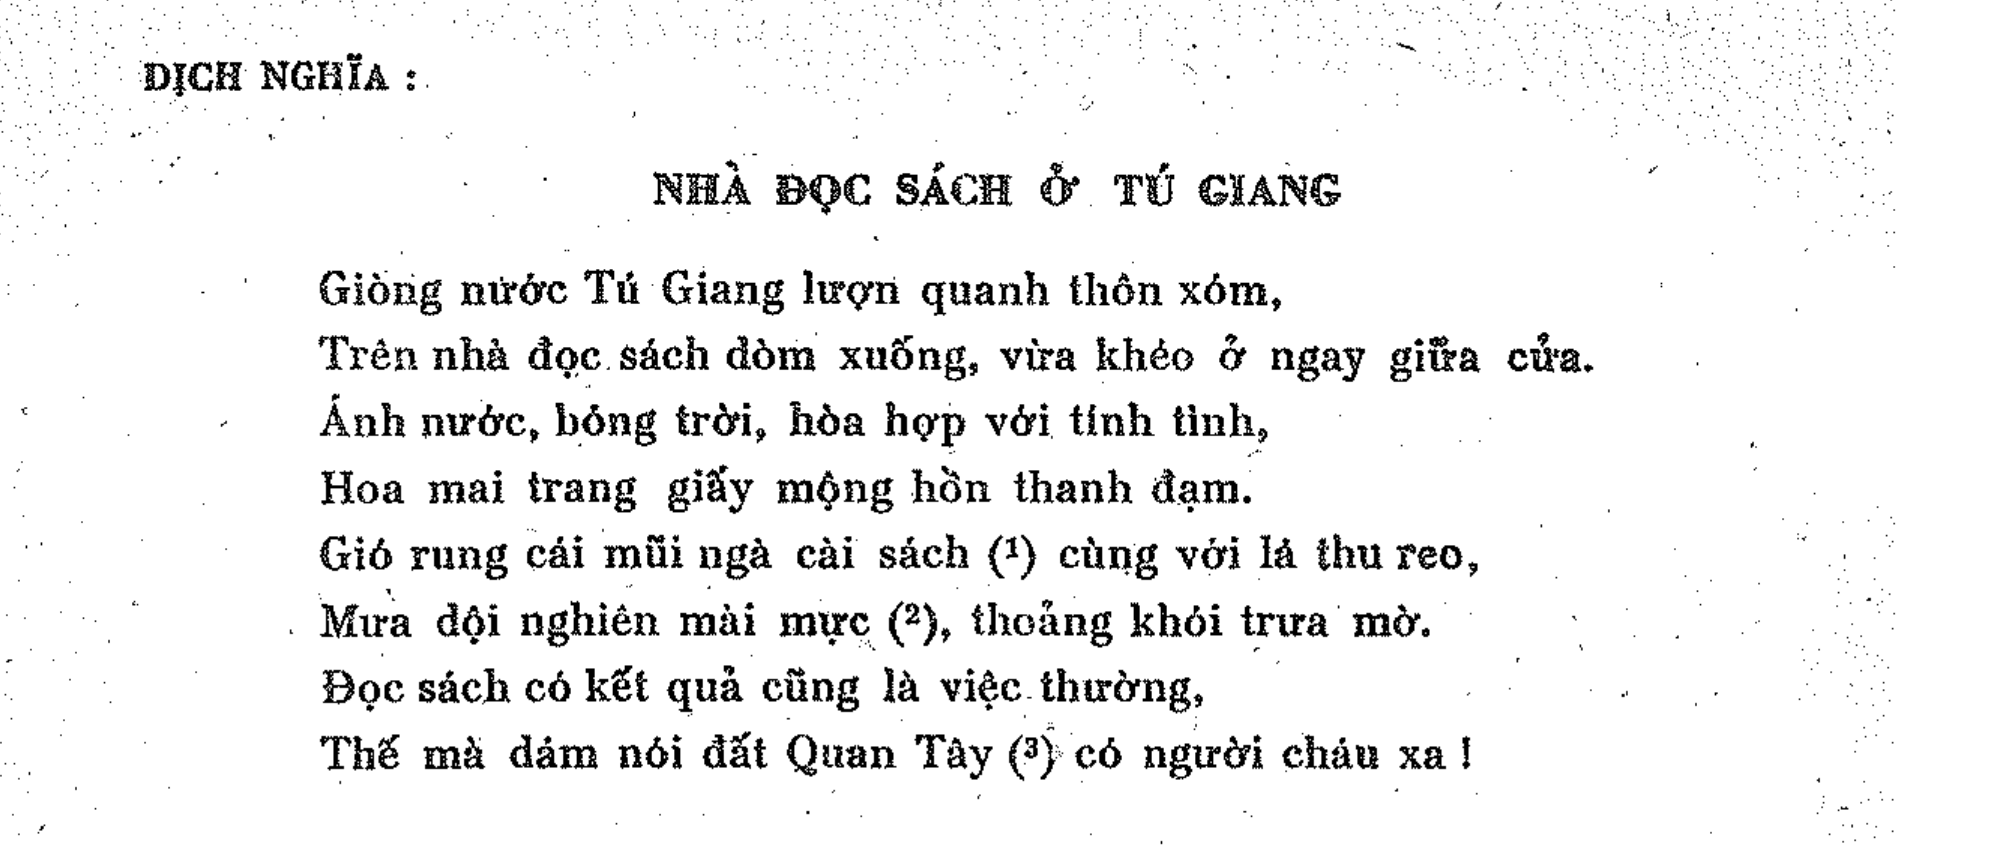 DỊCH NGHĨA :
NHÀ ĐỌC SÁCH Ở TÚ GIANG
Giòng nước Tú Giang lượn quanh thôn xóm,
Trên nhà đọc sách dòm xuống, vừa khéo ở ngay giữa cửa.
Ánh nước, bóng trời, hòa hợp với tính tình,
Hoa mai trang giấy mộng hồn thanh đạm.
Gió rung cái mũi ngà cài sách (1) cùng với lá thu reo,
Mưa dội nghiên mài mực (2), thoảng khói trưa mờ.
Đọc sách có kết quả cũng là việc thường,
Thế mà dám nói đất Quan Tây (3) có người cháu xa !